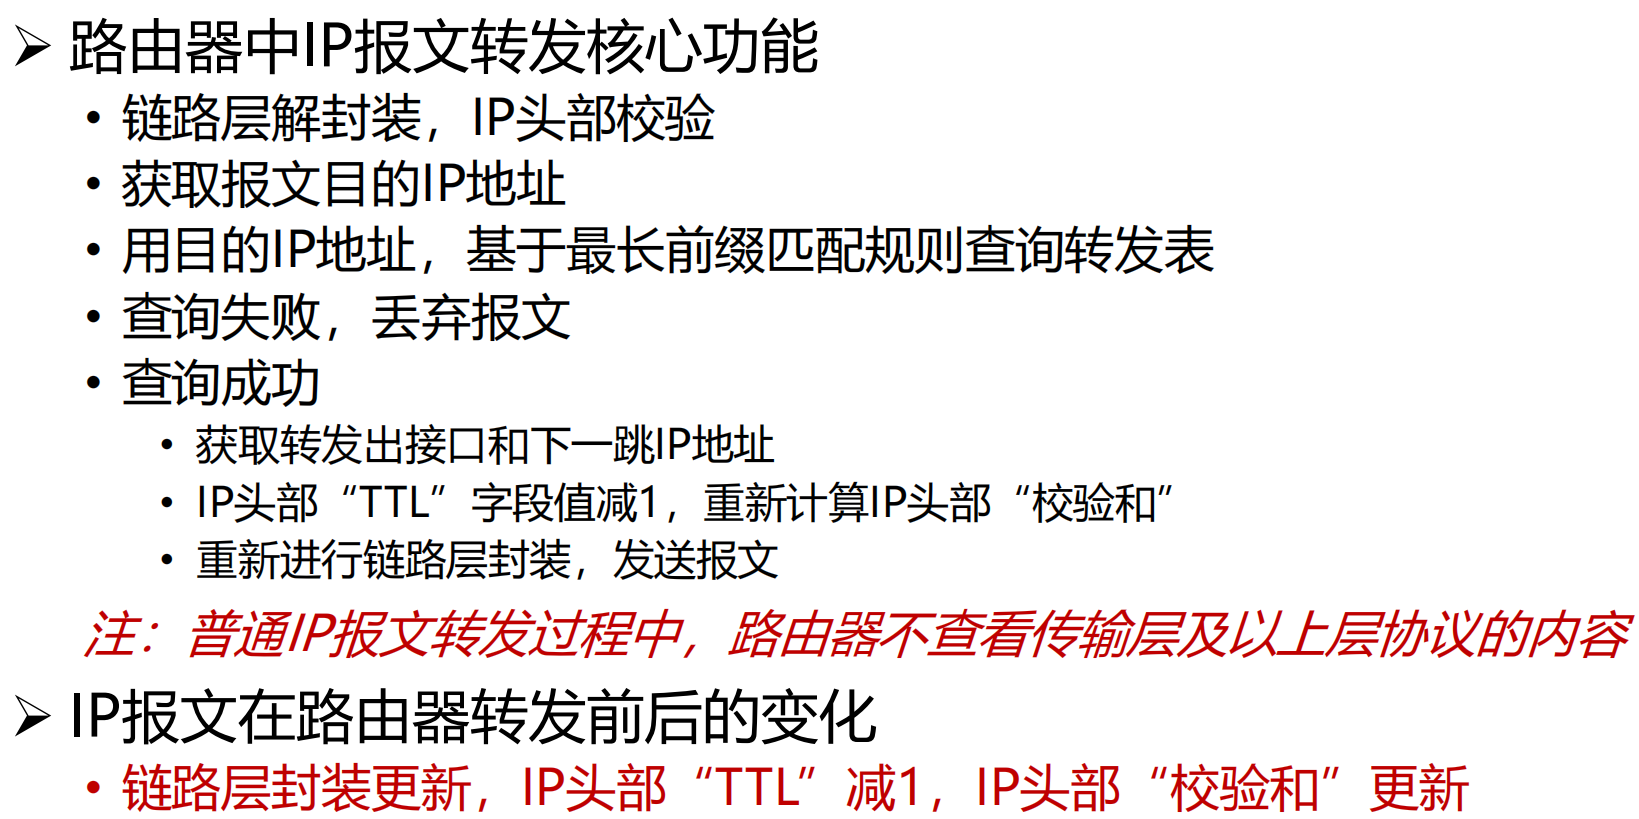 ➢ 路由器中IP报文转发核心功能
• 链路层解封装，IP头部校验
• 获取报文目的IP地址
• 用目的IP地址，基于最长前缀匹配规则查询转发表
• 查询失败，丢弃报文
• 查询成功
• 获取转发出接口和下一跳IP地址
• IP头部“TTL”字段值减1，重新计算IP头部“校验和”
• 重新进行链路层封装，发送报文
注：普通IP报文转发过程中，路由器不查看传输层及以上层协议的内容
➢ IP报文在路由器转发前后的变化
• 链路层封装更新，IP头部“TTL”减1，IP头部“校验和”更新